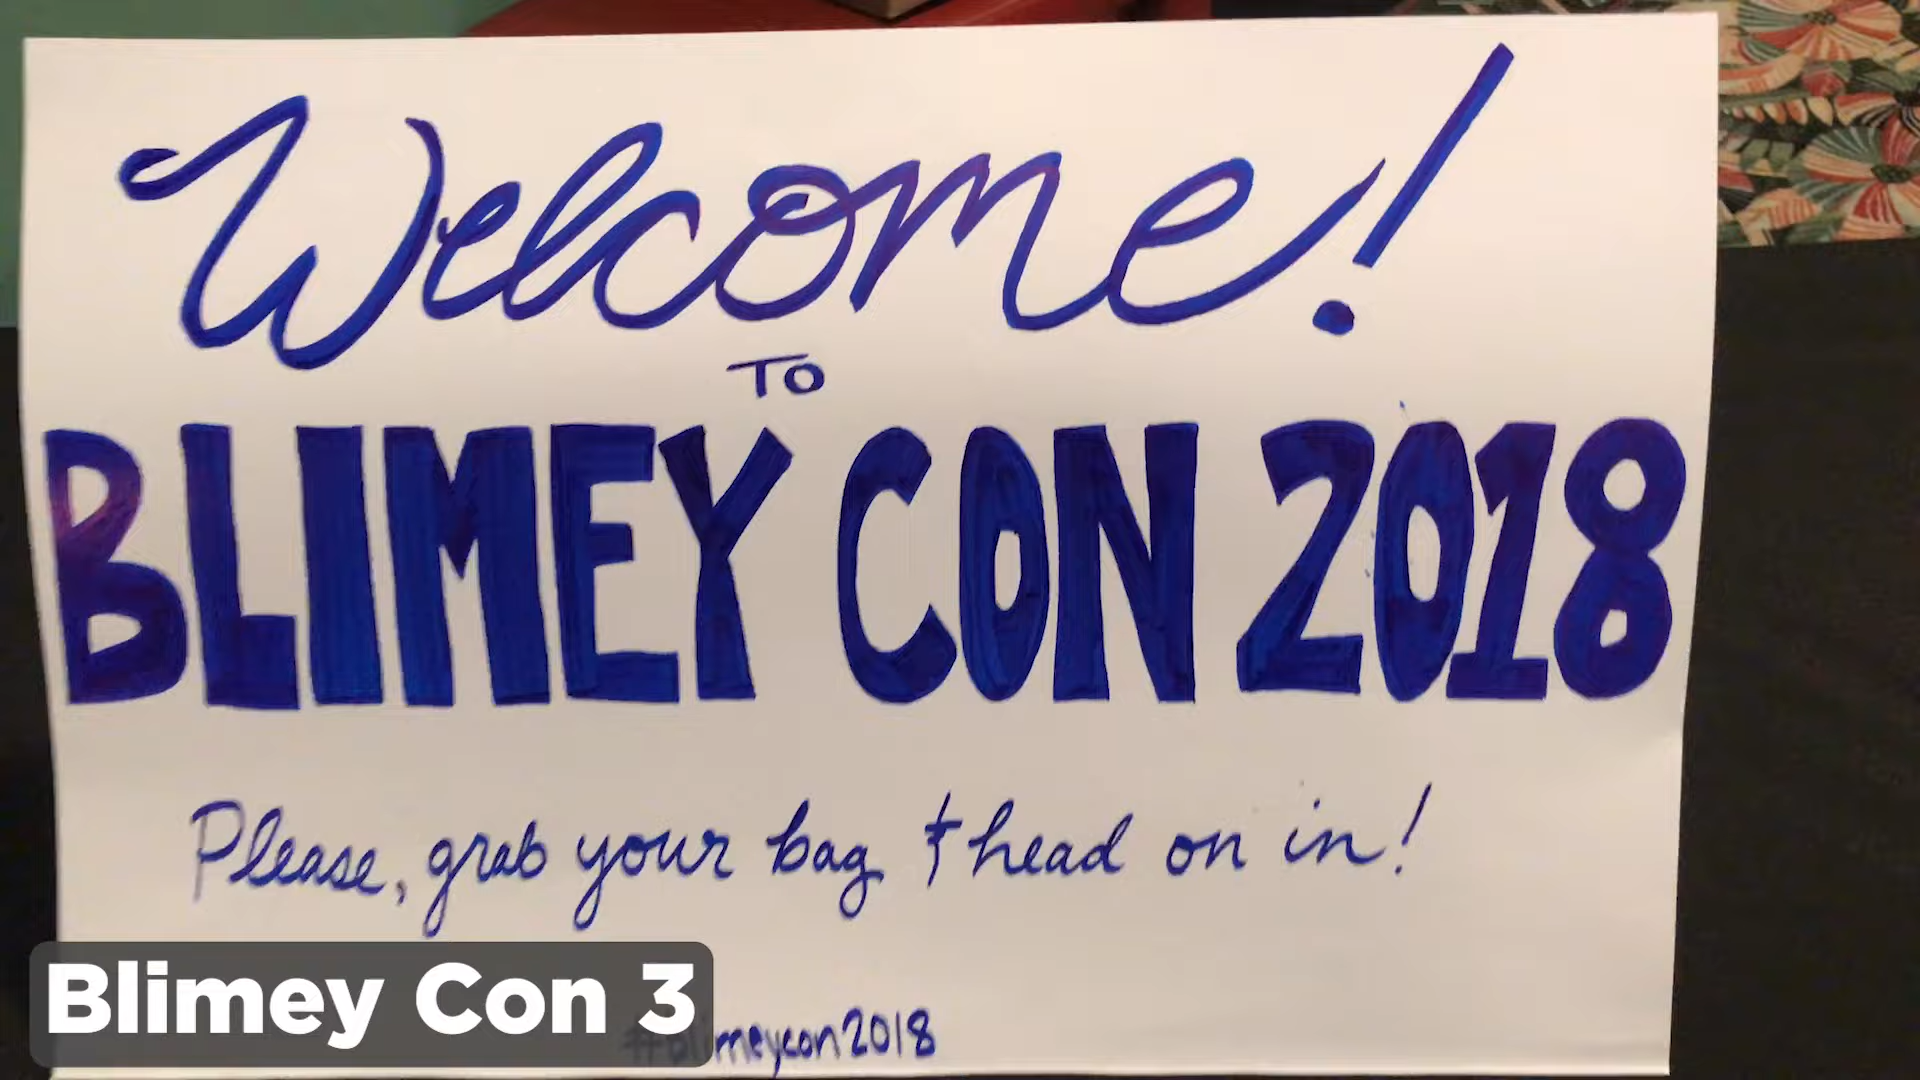 Welcome!
TO
BLIMEY CON 2018
Please, grab your bag & head on in!
Blimey Con 3
#blimeycon2018